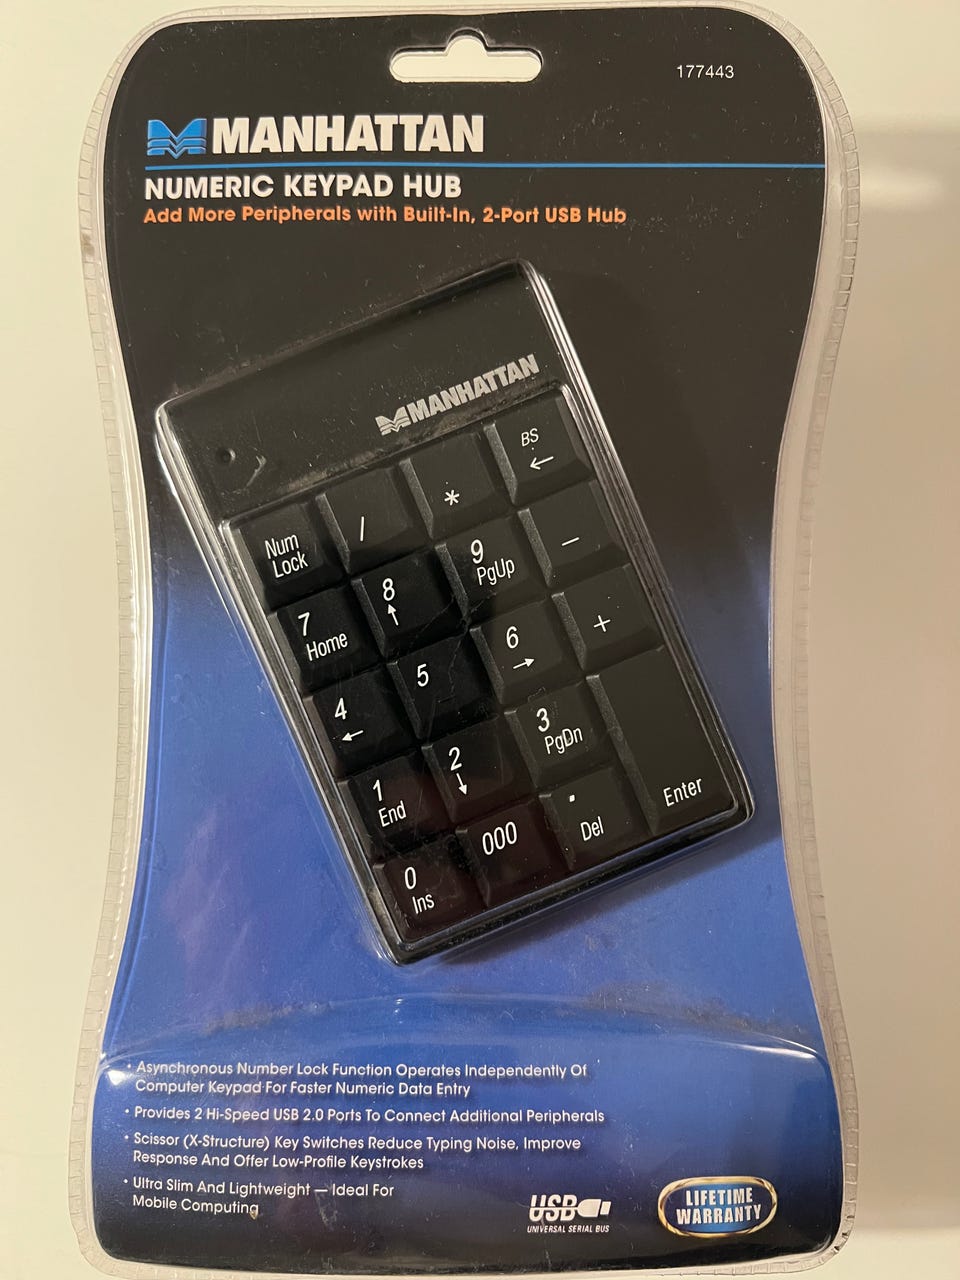 177443
MANHATTAN
NUMERIC KEYPAD HUB
Add More Peripherals with Built-In, 2-Port USB Hub
MANHATTAN
BS
←
Num
Lock
/
*
−
7
Home
8
↑
9
PgUp
+
4
←
5
6
→
1
End
2
↓
3
PgDn
Enter
0
Ins
000
.
Del
• Asynchronous Number Lock Function Operates Independently Of
Computer Keypad For Faster Numeric Data Entry
• Provides 2 Hi-Speed USB 2.0 Ports To Connect Additional Peripherals
• Scissor (X-Structure) Key Switches Reduce Typing Noise, Improve
Response And Offer Low-Profile Keystrokes
• Ultra Slim And Lightweight — Ideal For
Mobile Computing
USB
UNIVERSAL SERIAL BUS
LIFETIME
WARRANTY